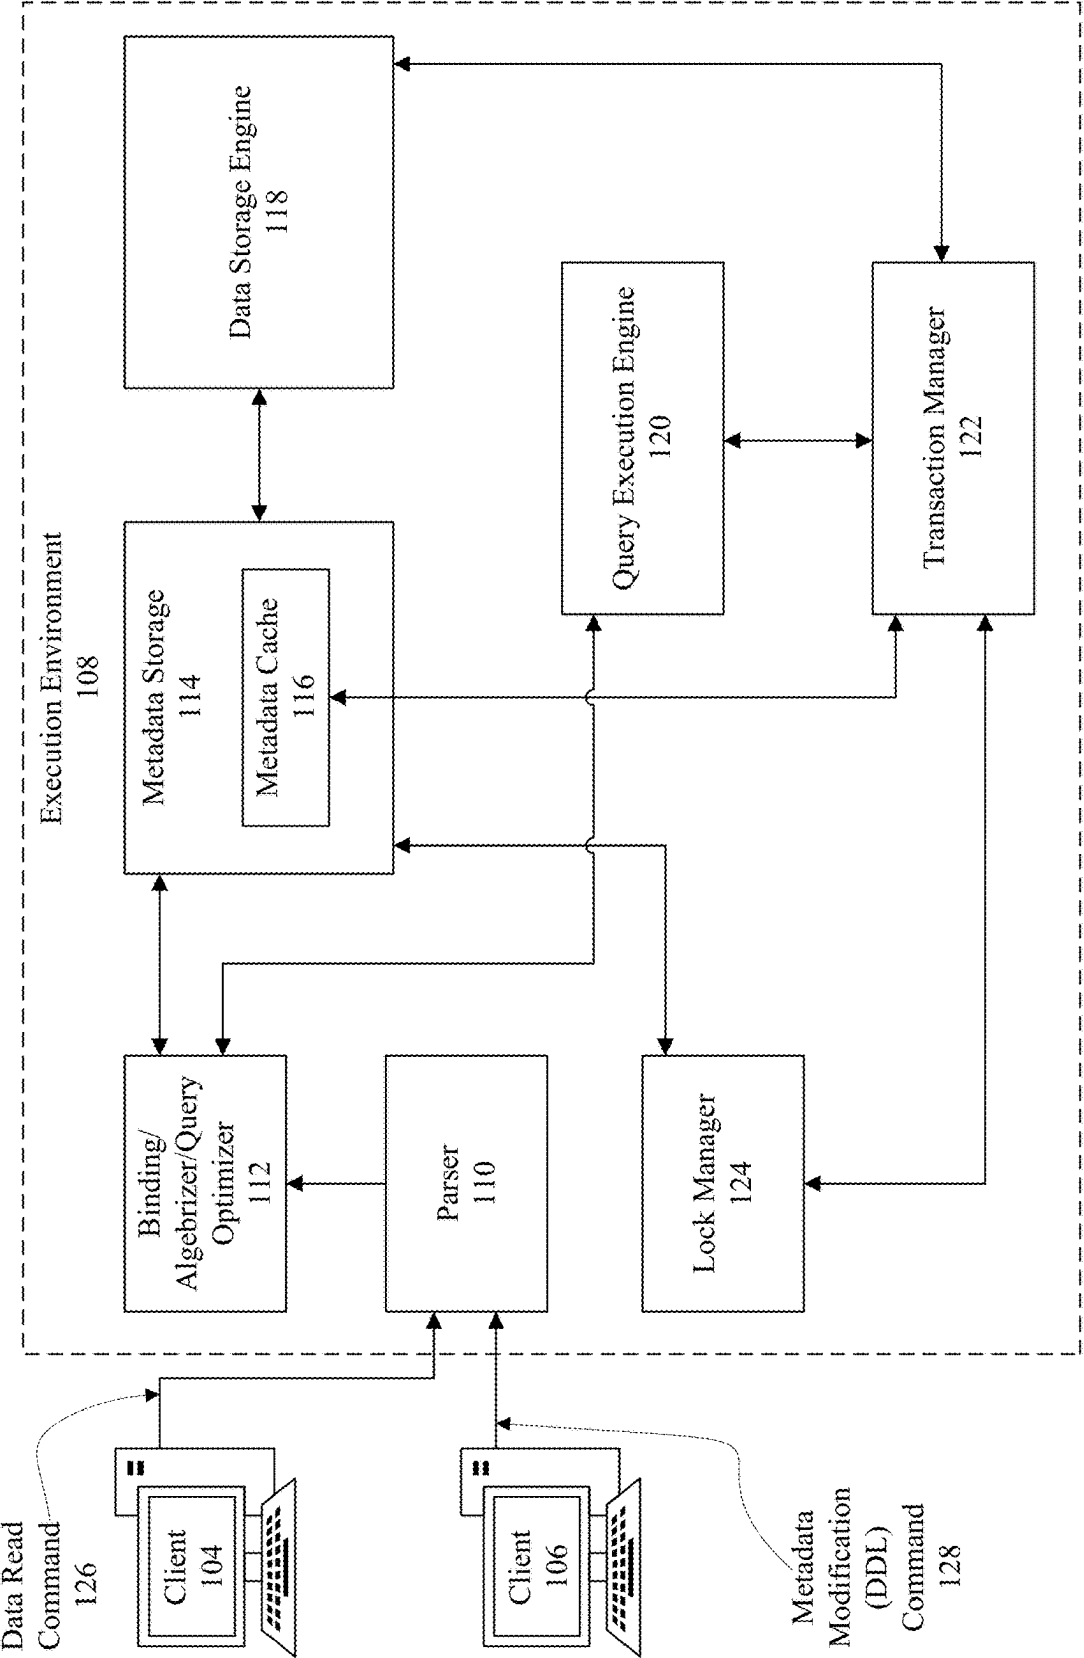 Execution Environment
108
Data Read
Command
126
Client
104
Binding/
Algebrizer/Query
Optimizer
112
Metadata Storage
114
Metadata Cache
116
Data Storage Engine
118
Client
106
Parser
110
Query Execution Engine
120
Metadata
Modification
(DDL)
Command
128
Lock Manager
124
Transaction Manager
122